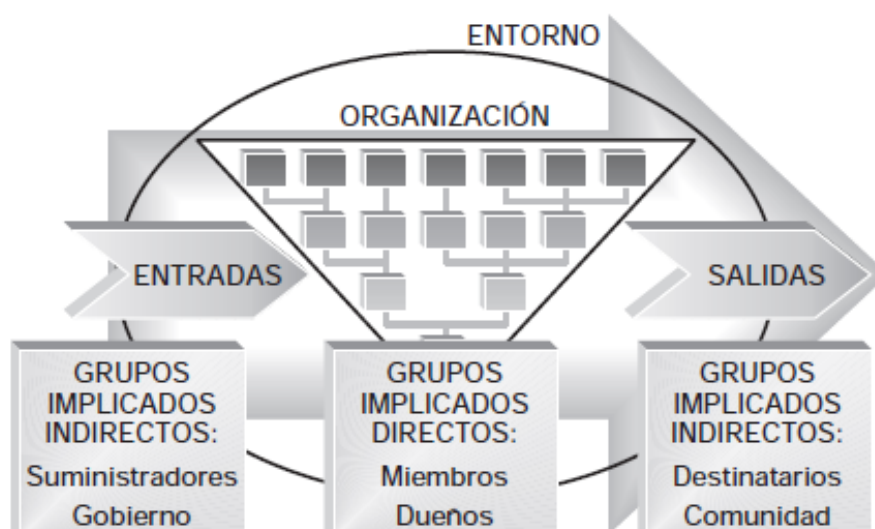 ENTORNO
ORGANIZACIÓN
ENTRADAS
SALIDAS
GRUPOS
IMPLICADOS
INDIRECTOS:
Suministradores
Gobierno
GRUPOS
IMPLICADOS
DIRECTOS:
Miembros
Dueños
GRUPOS
IMPLICADOS
INDIRECTOS:
Destinatarios
Comunidad